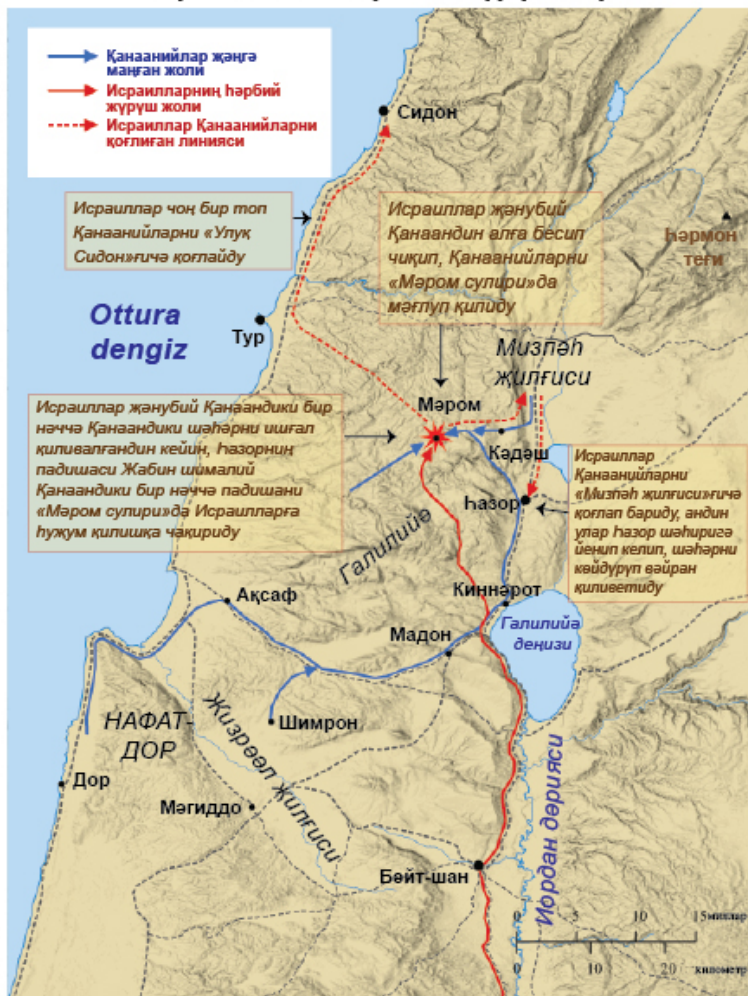 Қанаанийлар җәңгә
маңған жоли
Исраилларниң һәрбий
жүрүш жоли
Исраиллар Қанаанийларни
қоғлиған линияси
Сидон
Исраиллар чоң бир топ
Қанаанийларни «Улуқ
Сидон»ғичә қоғлайду
Исраиллар җәнубий
Қанаандин алға бесип
чиқип, Қанаанийларни
«Мәром сулири»да
мәғлуп қилиду
Һәрмон
теғи
Ottura
dengiz
Тур
Мизпәһ
җилғиси
Мәром
Исраиллар җәнубий Қанаандики бир
нәччә Қанаандики шәһәрни ишғал
қиливалғандин кейин, Һазорниң
падишаси Жабин шималий
Қанаандики бир нәччә падишани
«Мәром сулири»да Исраилларға
һуҗум қилишқа чақириду
Кәдәш
Һазор
Исраиллар
Қанаанийларни
«Мизпәһ җилғиси»ғичә
қоғлап бариду, андин
улар Һазор шәһиригә
йенип келип, шәһәрни
көйдүрүп вәйран
қиливетиду
Галилийә
Ақсаф
Киннәрот
Мадон
Галилийә
деңизи
НАФАТ-
ДОР
Шимрон
Җизрәәл җилғиси
Дор
Мәгиддо
Бәйт-шан
Иордан дәрияси
0 5 10 15 миллар
0 10 20 километр